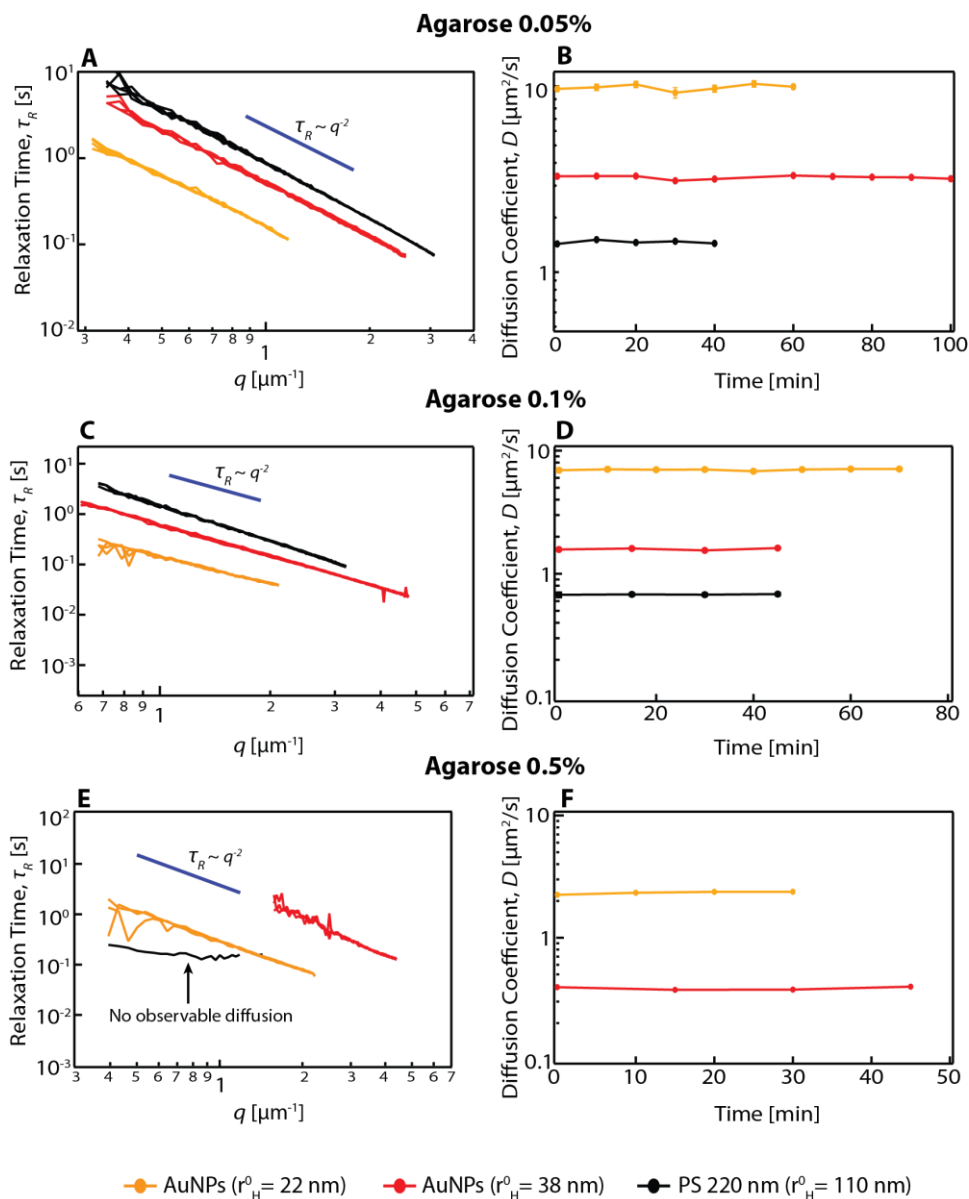 Agarose 0.05%
A
B
Relaxation Time, τR [s]
10¹
10⁰
10⁻¹
10⁻²
τR ~ q⁻²
3 4 5 6 7 8 9 1 2 3 4
q [μm⁻¹]
Diffusion Coefficient, D [μm²/s]
10
1
0 20 40 60 80 100
Time [min]
Agarose 0.1%
C
D
Relaxation Time, τR [s]
10¹
10⁰
10⁻¹
10⁻²
10⁻³
τR ~ q⁻²
6 7 8 9 1 2 3 4 5 6 7
q [μm⁻¹]
Diffusion Coefficient, D [μm²/s]
10
1
0.1
0 20 40 60 80
Time [min]
Agarose 0.5%
E
F
Relaxation Time, τR [s]
10²
10¹
10⁰
10⁻¹
10⁻²
10⁻³
τR ~ q⁻²
No observable diffusion
4 5 6 7 8 9 1 2 3 4 5 6 7
q [μm⁻¹]
Diffusion Coefficient, D [μm²/s]
10
1
0.1
0 10 20 30 40 50
Time [min]
AuNPs (r⁰H= 22 nm) AuNPs (r⁰H= 38 nm) PS 220 nm (r⁰H= 110 nm)